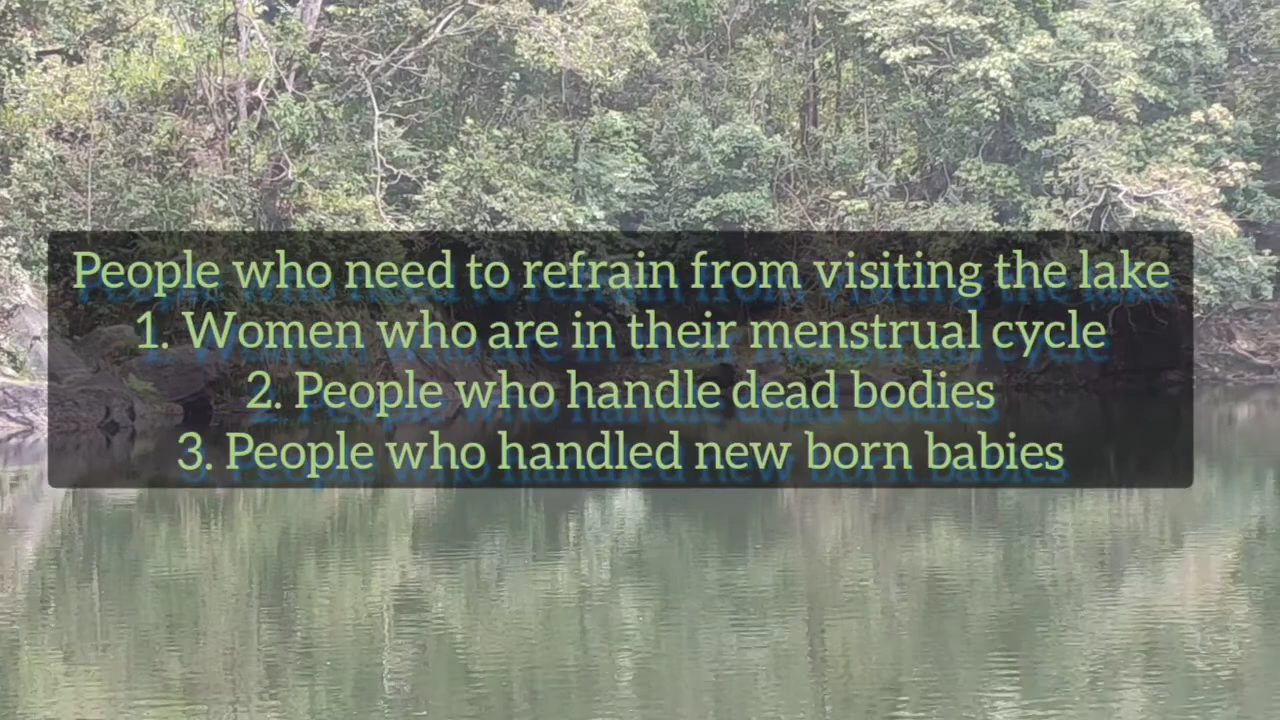 People who need to refrain from visiting the lake
1. Women who are in their menstrual cycle
2. People who handle dead bodies
3. People who handled new born babies